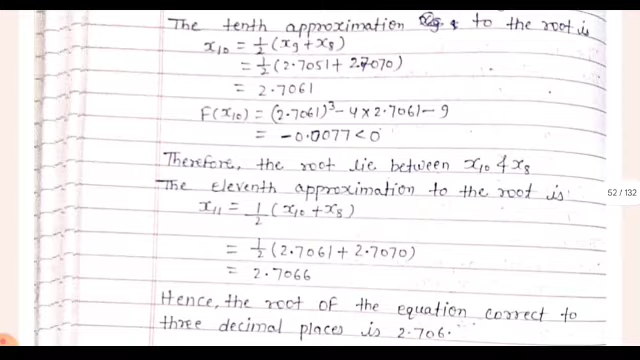 The tenth approximation to the root is
x₁₀ = ½ (x₉ + x₈)
= ½ (2.7051 + 2.7070)
= 2.7061
F(x₁₀) = (2.7061)³ - 4 × 2.7061 - 9
= -0.0077 < 0
Therefore, the root lie between x₁₀ & x₈
The eleventh approximation to the root is
x₁₁ = 1/2 (x₁₀ + x₈)
52 / 132
= ½ (2.7061 + 2.7070)
= 2.7066
Hence, the root of the equation correct to
three decimal places is 2.706.